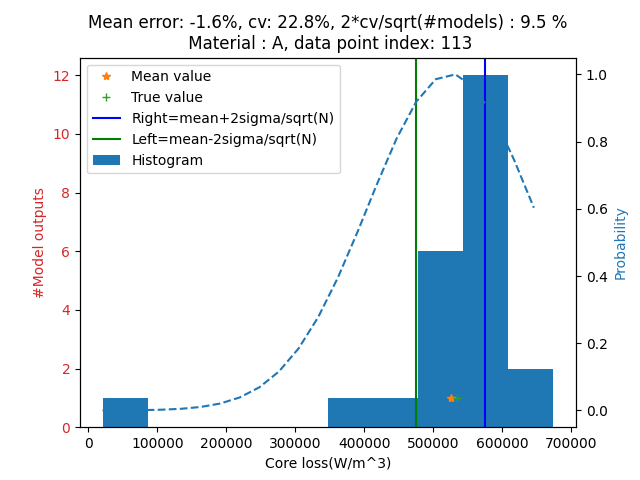 Mean error: -1.6%, cv: 22.8%, 2*cv/sqrt(#models) : 9.5 %
Material : A, data point index: 113
Mean value
True value
Right=mean+2sigma/sqrt(N)
Left=mean-2sigma/sqrt(N)
Histogram
#Model outputs
12
10
8
6
4
2
0
1.0
0.8
0.6
0.4
0.2
0.0
Probability
0 100000 200000 300000 400000 500000 600000 700000
Core loss(W/m^3)